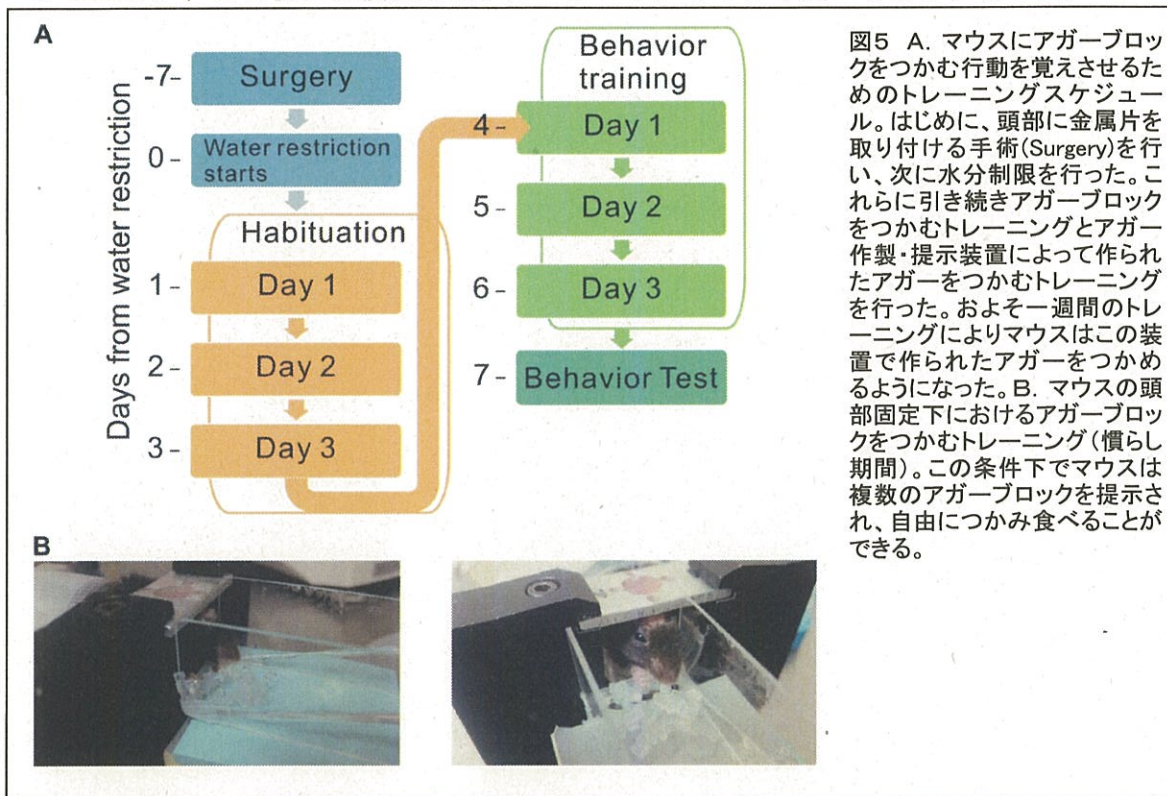 A
Days from water restriction
-7-
Surgery
0 -
Water restriction
starts
Habituation
1 -
Day 1
2 -
Day 2
3 -
Day 3
Behavior
training
4 -
Day 1
5 -
Day 2
6 -
Day 3
7 -
Behavior Test
B
図5 A. マウスにアガーブロッ
クをつかむ行動を覚えさせるた
めのトレーニングスケジュー
ル。はじめに、頭部に金属片を
取り付ける手術(Surgery)を行
い、次に水分制限を行った。こ
れらに引き続きアガーブロック
をつかむトレーニングとアガー
作製・提示装置によって作られ
たアガーをつかむトレーニング
を行った。およそ一週間のトレ
ーニングによりマウスはこの装
置で作られたアガーをつかめ
るようになった。B. マウスの頭
部固定下におけるアガーブロッ
クをつかむトレーニング(慣らし
期間)。この条件下でマウスは
複数のアガーブロックを提示さ
れ、自由につかみ食べることが
できる。